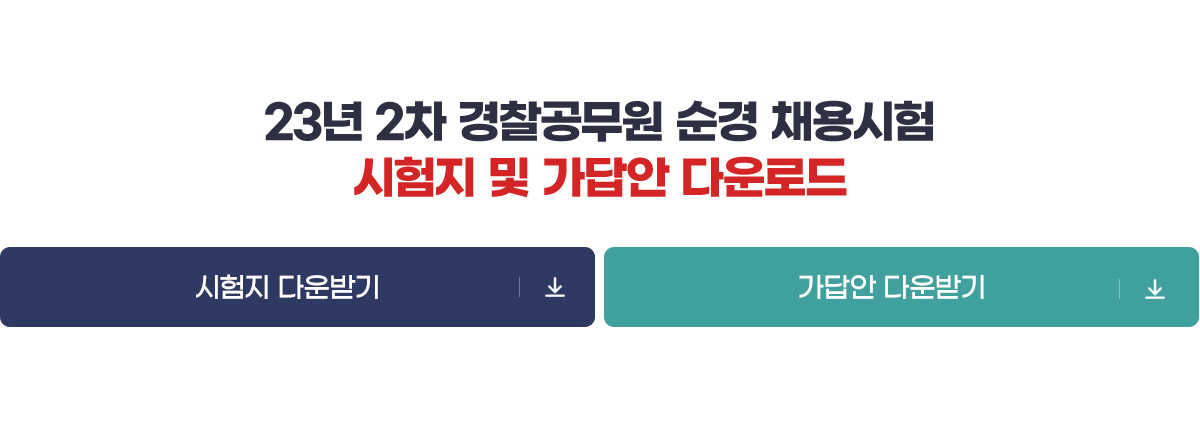 23년 2차 경찰공무원 순경 채용시험
시험지 및 가답안 다운로드
시험지 다운받기
가답안 다운받기